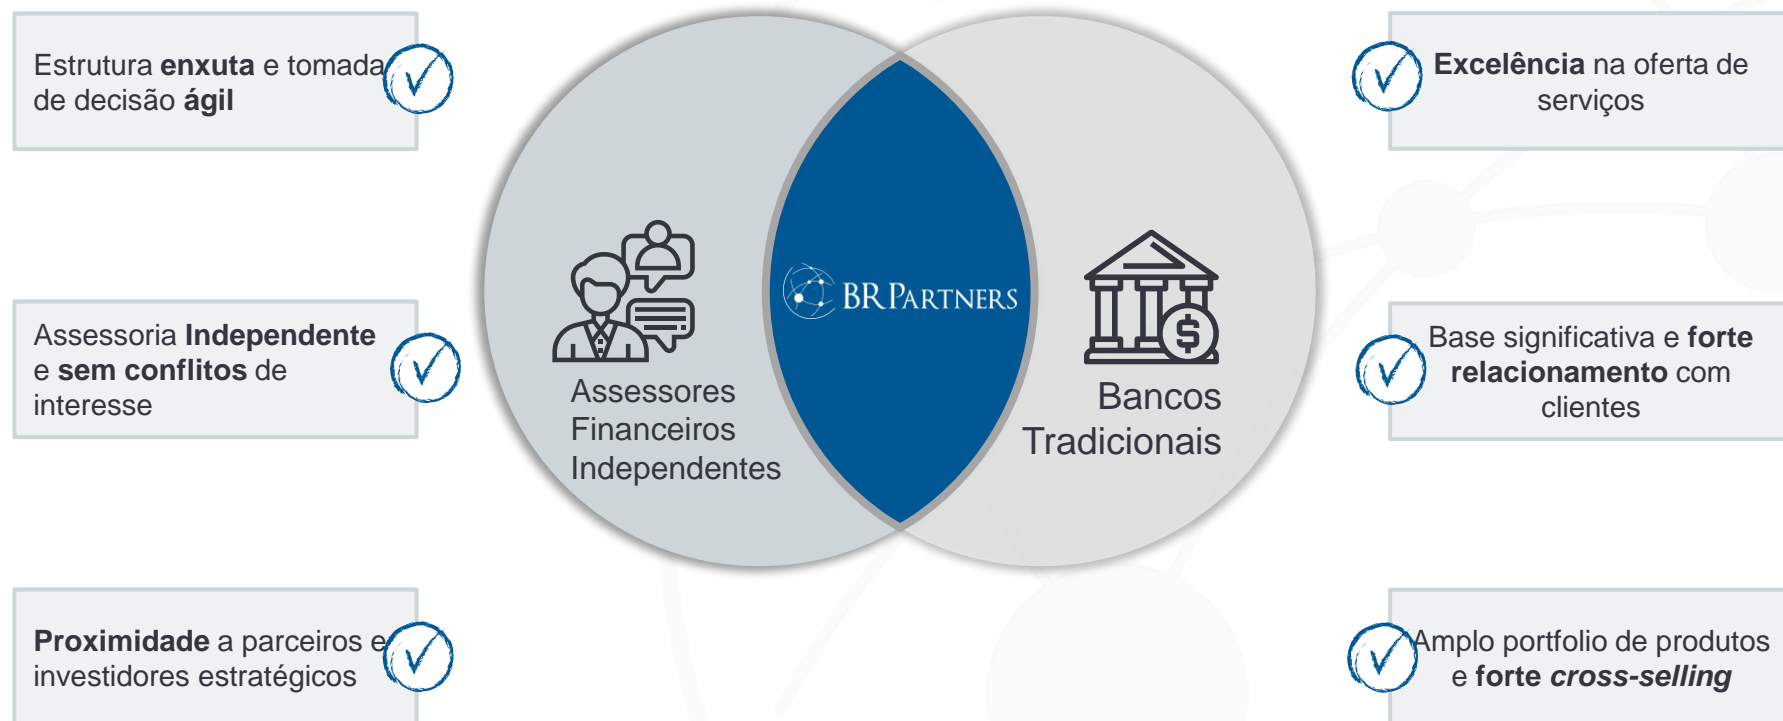 Estrutura enxuta e tomada
de decisão ágil
Assessoria Independente
e sem conflitos de
interesse
Proximidade a parceiros e
investidores estratégicos
BR PARTNERS
Assessores
Financeiros
Independentes
$
Bancos
Tradicionais
Excelência na oferta de
serviços
Base significativa e forte
relacionamento com
clientes
Amplo portfolio de produtos
e forte cross-selling